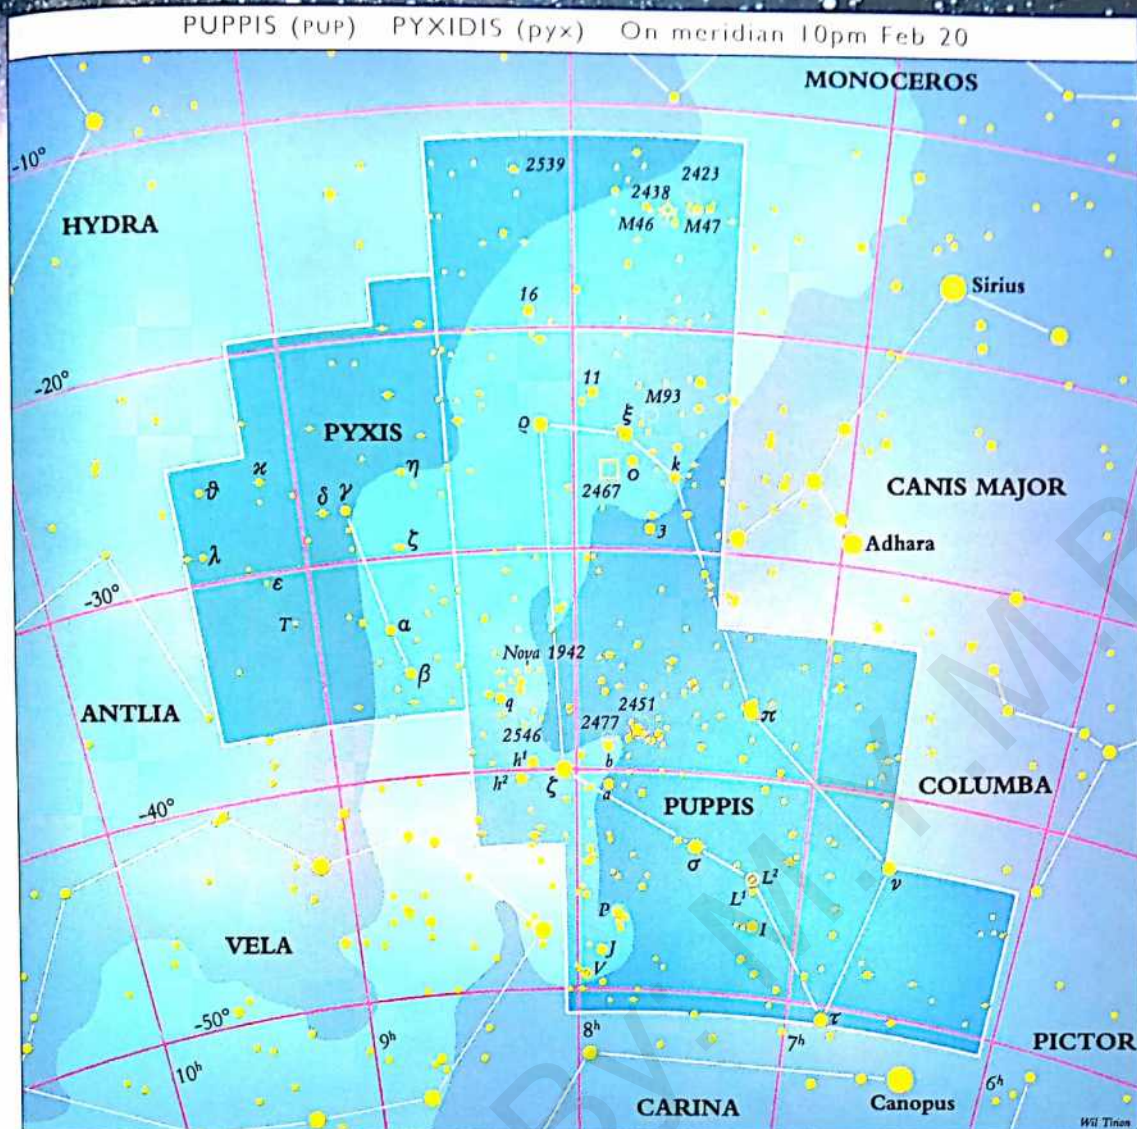 PUPPIS (PUP) PYXIDIS (pyx) On meridian 10pm Feb 20
MONOCEROS
-10°
2539
2423
2438
M46 M47
HYDRA
Sirius
16
-20°
11
M93
PYXIS
ϱ
ξ
ϰ
η
o
k
CANIS MAJOR
ϑ
δ γ
2467
3
ζ
Adhara
λ
-30°
ε
T
α
Nova 1942
β
ANTLIA
q
2451
2477
π
2546
h¹
b
h²
ζ
a
COLUMBA
-40°
PUPPIS
σ
L²
ν
L¹
P
I
VELA
J
V
-50°
τ
8ʰ
9ʰ
7ʰ
PICTOR
10ʰ
6ʰ
Canopus
CARINA
Wil Tirion
BY.M.Y.M.P